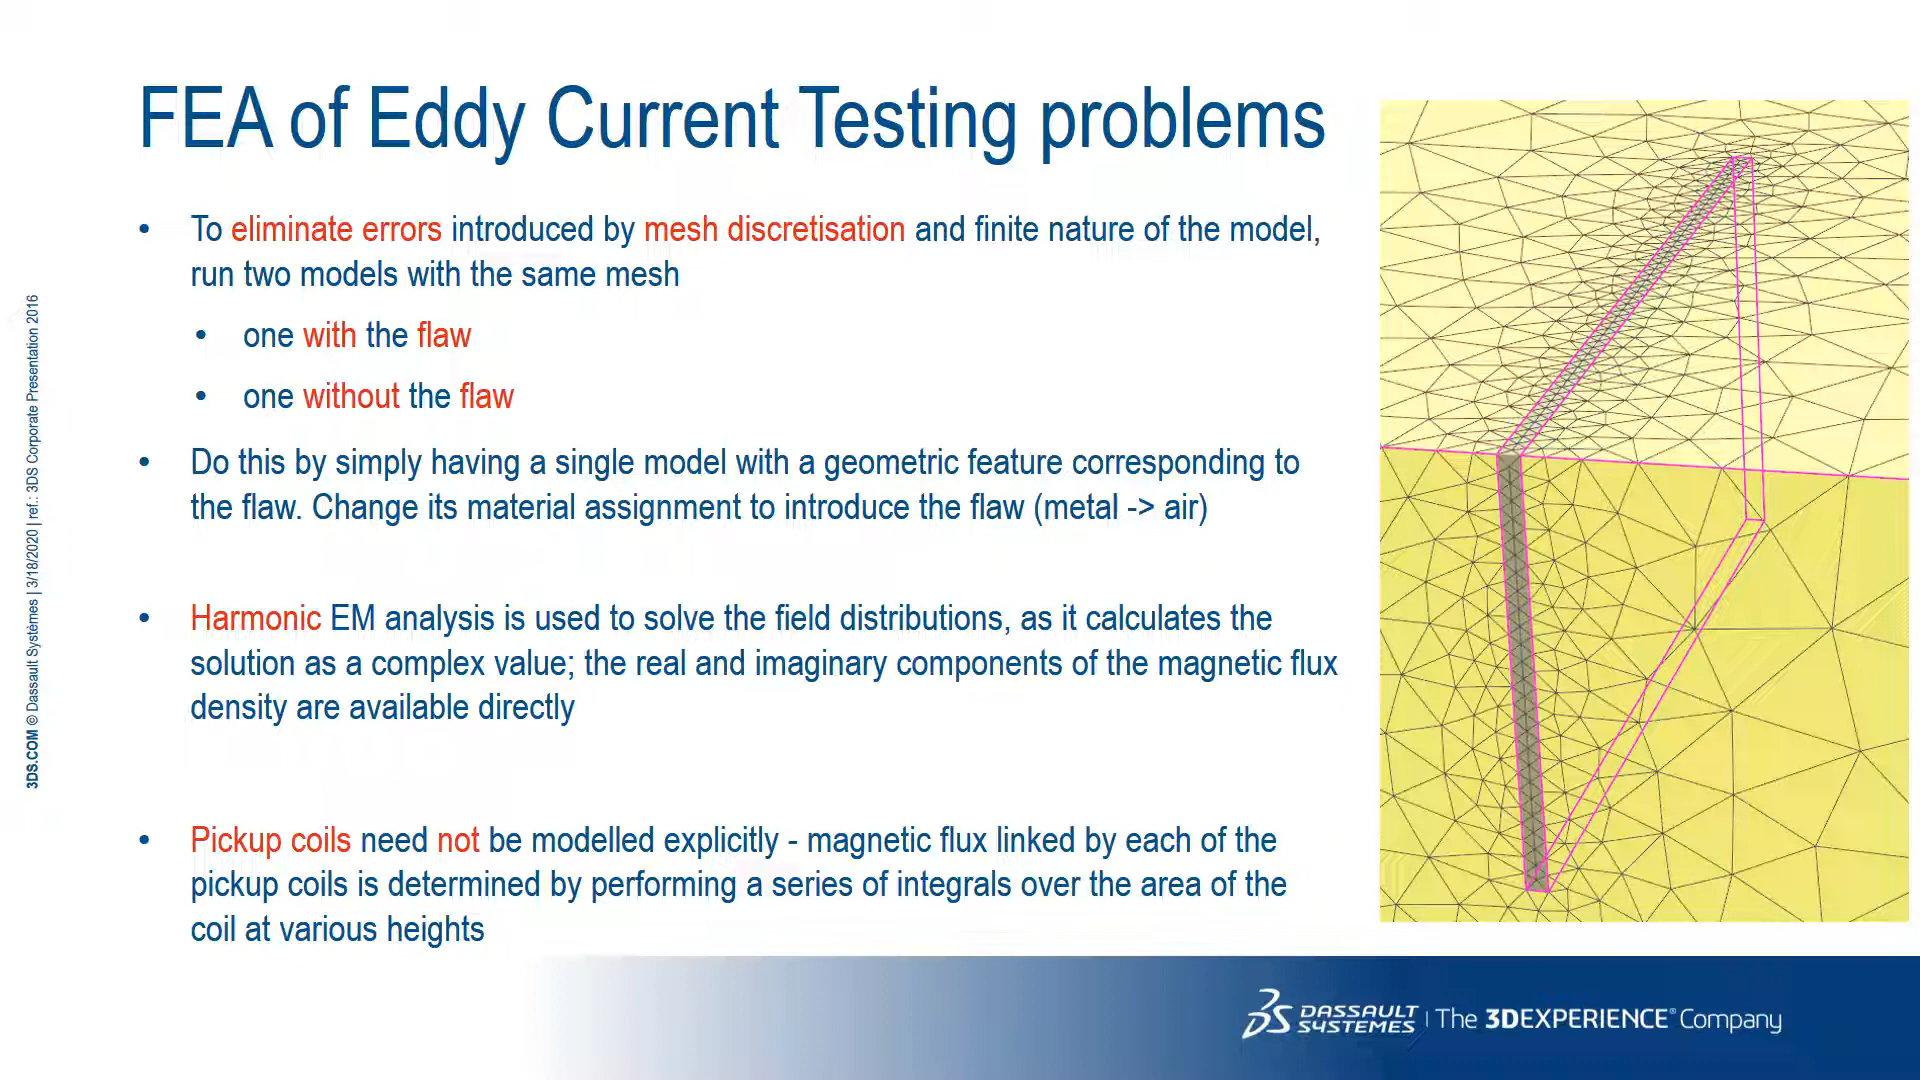 FEA of Eddy Current Testing problems
• To eliminate errors introduced by mesh discretisation and finite nature of the model,
run two models with the same mesh
• one with the flaw
• one without the flaw
• Do this by simply having a single model with a geometric feature corresponding to
the flaw. Change its material assignment to introduce the flaw (metal -> air)
• Harmonic EM analysis is used to solve the field distributions, as it calculates the
solution as a complex value; the real and imaginary components of the magnetic flux
density are available directly
• Pickup coils need not be modelled explicitly - magnetic flux linked by each of the
pickup coils is determined by performing a series of integrals over the area of the
coil at various heights
3DS.COM © Dassault Systèmes | 3/18/2020 | ref.: 3DS Corporate Presentation 2016
3DS DASSAULT SYSTEMES | The 3DEXPERIENCE® Company